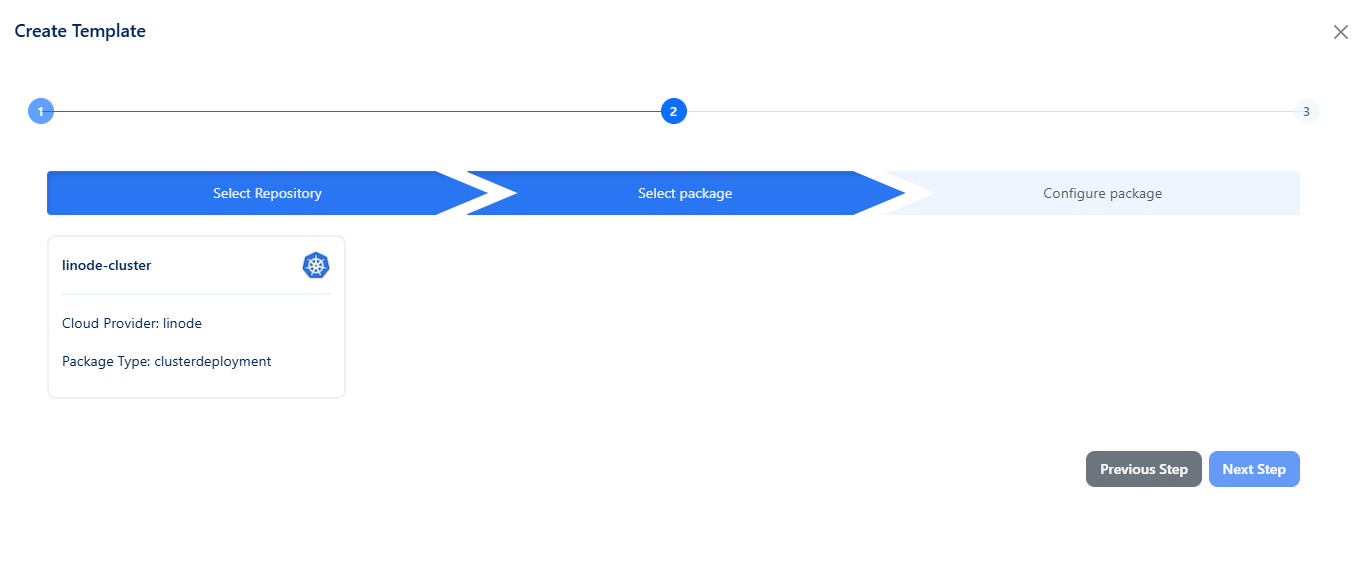 Create Template
1
2
3
Select Repository
Select package
Configure package
linode-cluster
Cloud Provider: linode
Package Type: clusterdeployment
Previous Step
Next Step